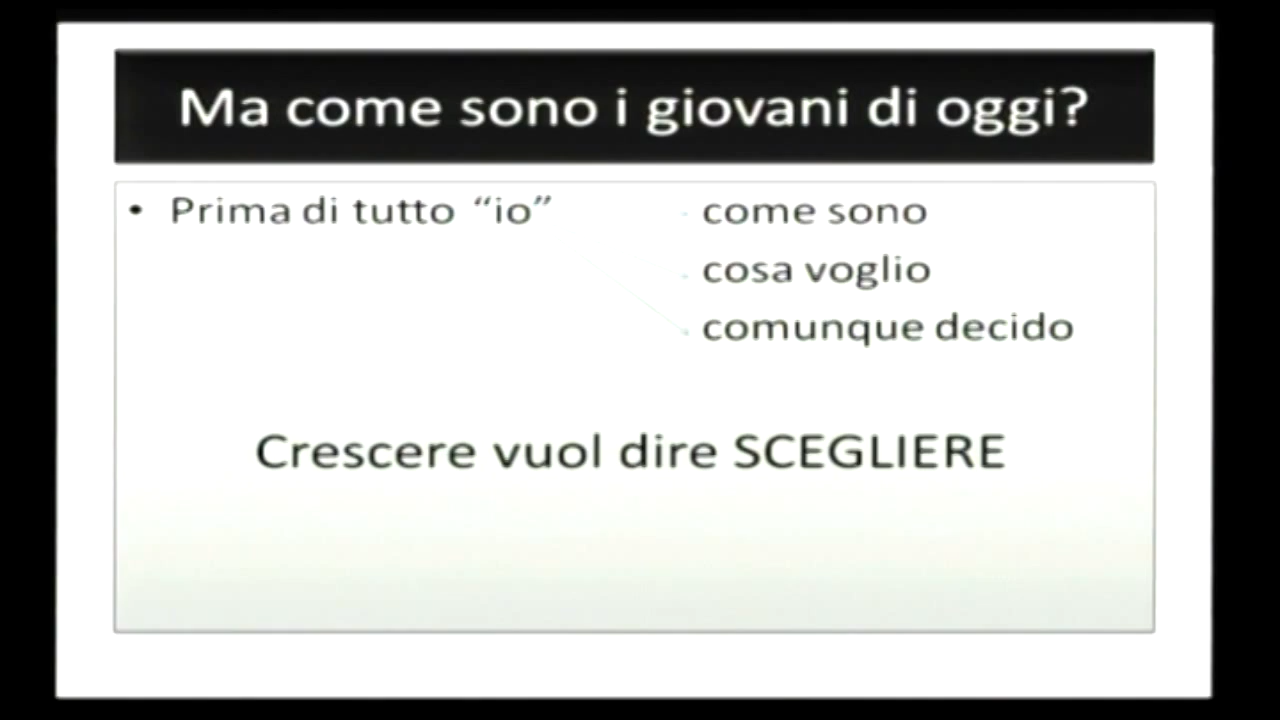 Ma come sono i giovani di oggi?
• Prima di tutto “io” - come sono
- cosa voglio
- comunque decido
Crescere vuol dire SCEGLIERE